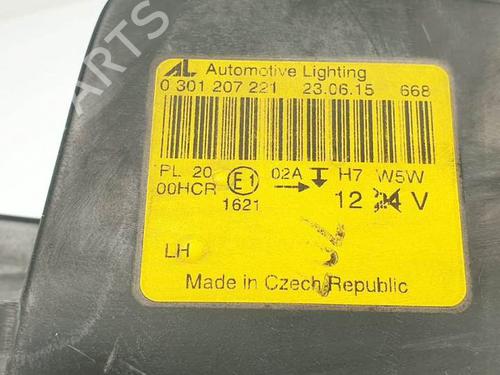 AL Automotive Lighting
0 301 207 221 23.06.15 668
PL 20 02A H7 W5W
00HCR E1 12 24 V
1621
LH
Made in Czech Republic
PARTS